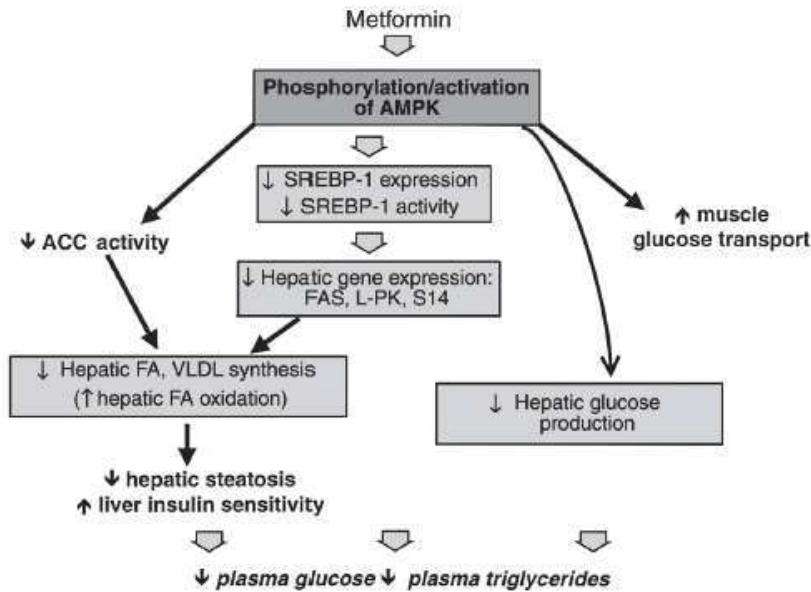 Metformin
Phosphorylation/activation
of AMPK
↓ SREBP-1 expression
↓ SREBP-1 activity
↑ muscle
glucose transport
↓ ACC activity
↓ Hepatic gene expression:
FAS, L-PK, S14
↓ Hepatic FA, VLDL synthesis
(↑ hepatic FA oxidation)
↓ Hepatic glucose
production
↓ hepatic steatosis
↑ liver insulin sensitivity
↓ plasma glucose ↓ plasma triglycerides